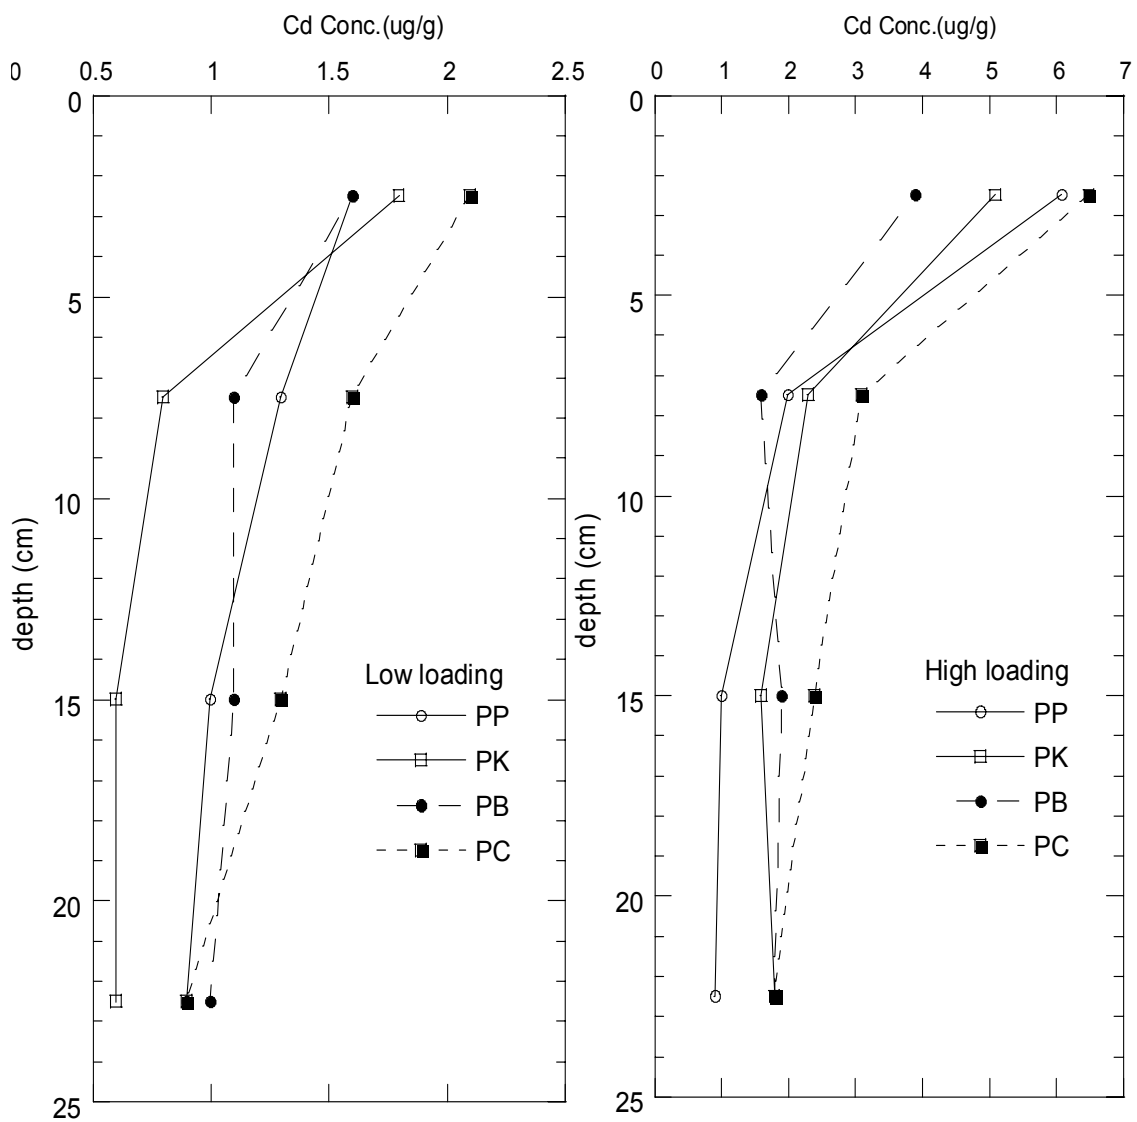 Cd Conc.(ug/g)
0 0.5 1 1.5 2 2.5
0
5
10
15
20
25
depth (cm)
Low loading
PP
PK
PB
PC
Cd Conc.(ug/g)
0 1 2 3 4 5 6 7
0
5
10
15
20
25
depth (cm)
High loading
PP
PK
PB
PC